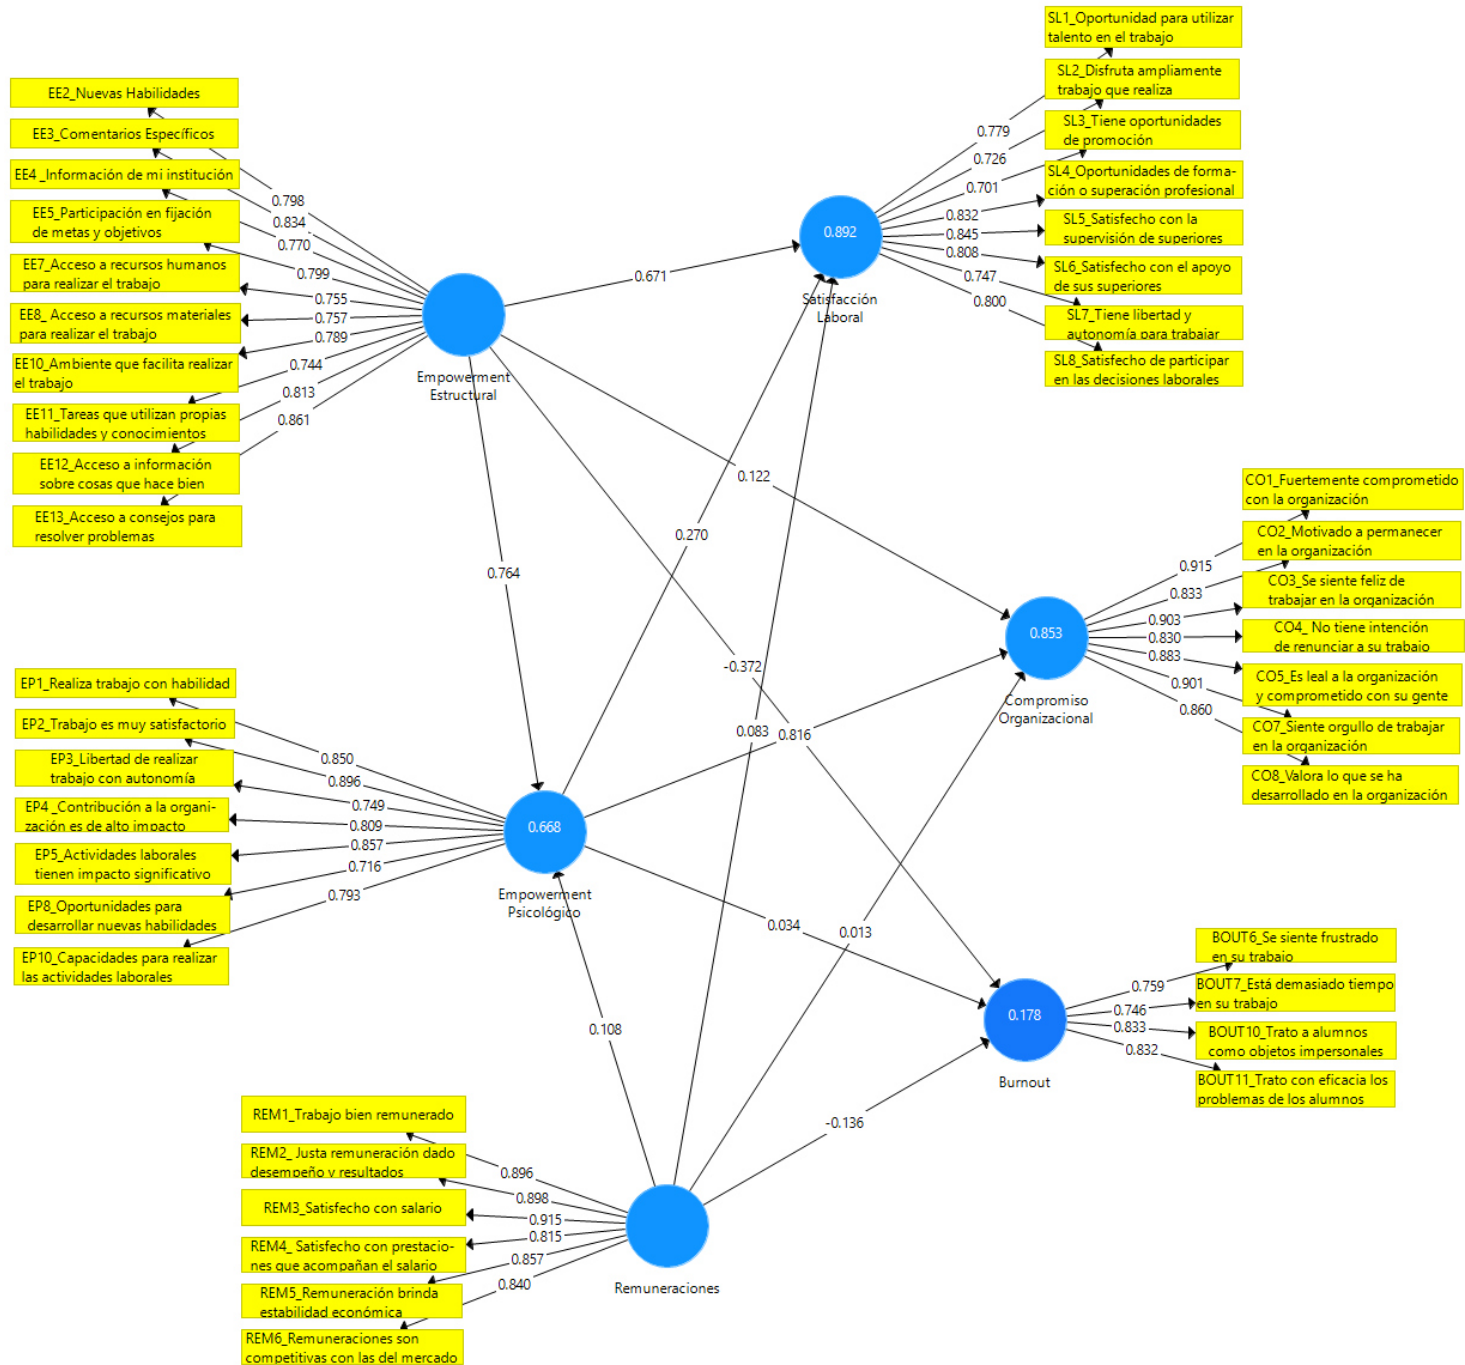 SL1_Oportunidad para utilizar
talento en el trabajo
SL2_Disfruta ampliamente
trabajo que realiza
SL3_Tiene oportunidades
de promoción
SL4_Oportunidades de forma-
ción o superación profesional
SL5_Satisfecho con la
supervisión de superiores
SL6_Satisfecho con el apoyo
de sus superiores
SL7_Tiene libertad y
autonomía para trabajar
SL8_Satisfecho de participar
en las decisiones laborales
0.779
0.726
0.701
0.832
0.845
0.808
0.747
0.800
0.892
Satisfacción
Laboral
EE2_Nuevas Habilidades
EE3_Comentarios Específicos
EE4_Información de mi institución
EE5_Participación en fijación
de metas y objetivos
EE7_Acceso a recursos humanos
para realizar el trabajo
EE8_ Acceso a recursos materiales
para realizar el trabajo
EE10_Ambiente que facilita realizar
el trabajo
EE11_Tareas que utilizan propias
habilidades y conocimientos
EE12_Acceso a información
sobre cosas que hace bien
EE13_Acceso a consejos para
resolver problemas
0.798
0.834
0.770
0.799
0.755
0.757
0.789
0.744
0.813
0.861
Empowerment
Estructural
0.671
0.122
0.270
0.764
-0.372
0.083
0.816
0.034
0.013
0.108
-0.136
CO1_Fuertemente comprometido
con la organización
CO2_Motivado a permanecer
en la organización
CO3_Se siente feliz de
trabajar en la organización
CO4_ No tiene intención
de renunciar a su trabajo
CO5_Es leal a la organización
y comprometido con su gente
CO7_Siente orgullo de trabajar
en la organización
CO8_Valora lo que se ha
desarrollado en la organización
0.915
0.833
0.903
0.830
0.883
0.901
0.860
0.853
Compromiso
Organizacional
EP1_Realiza trabajo con habilidad
EP2_Trabajo es muy satisfactorio
EP3_Libertad de realizar
trabajo con autonomía
EP4_Contribución a la organi-
zación es de alto impacto
EP5_Actividades laborales
tienen impacto significativo
EP8_Oportunidades para
desarrollar nuevas habilidades
EP10_Capacidades para realizar
las actividades laborales
0.850
0.896
0.749
0.809
0.857
0.716
0.793
0.668
Empowerment
Psicológico
BOUT6_Se siente frustrado
en su trabajo
BOUT7_Está demasiado tiempo
en su trabajo
BOUT10_Trato a alumnos
como objetos impersonales
BOUT11_Trato con eficacia los
problemas de los alumnos
0.759
0.746
0.833
0.832
0.178
Burnout
REM1_Trabajo bien remunerado
REM2_ Justa remuneración dado
desempeño y resultados
REM3_Satisfecho con salario
REM4_ Satisfecho con prestacio-
nes que acompañan el salario
REM5_Remuneración brinda
estabilidad económica
REM6_Remuneraciones son
competitivas con las del mercado
0.896
0.898
0.915
0.815
0.857
0.840
Remuneraciones